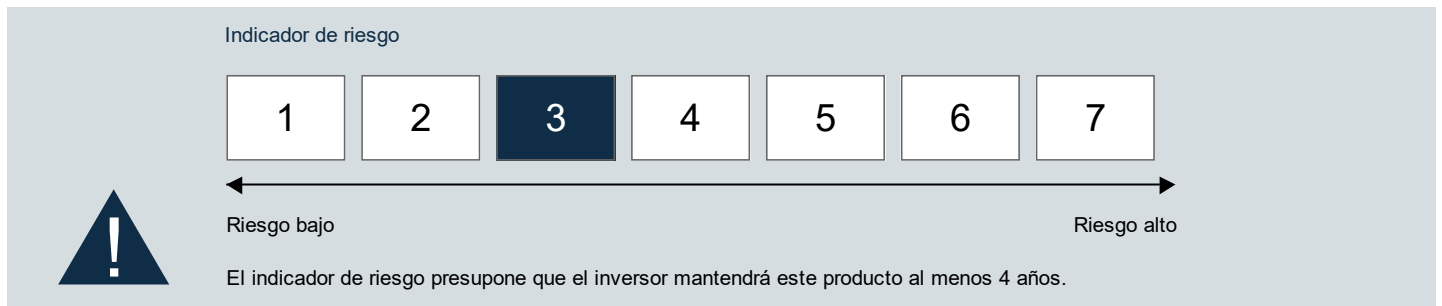 Indicador de riesgo
1 2 3 4 5 6 7
Riesgo bajo Riesgo alto
!
El indicador de riesgo presupone que el inversor mantendrá este producto al menos 4 años.